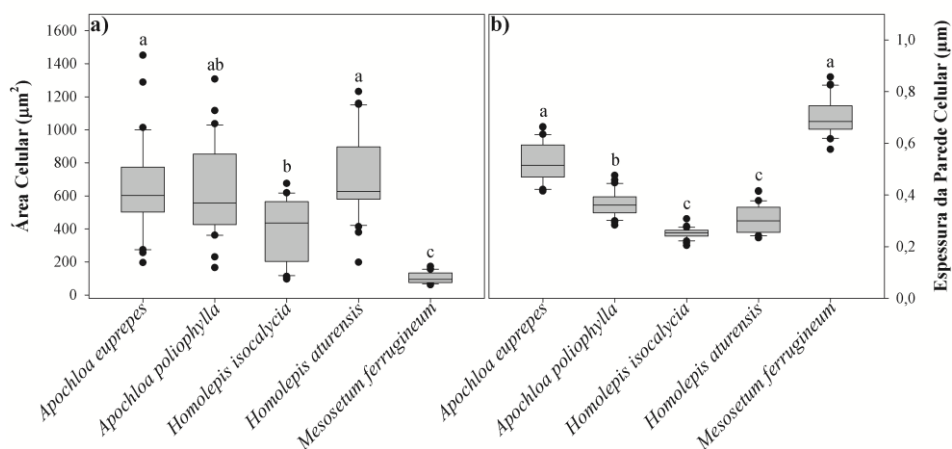 a)
Área Celular (μm²)
1600
1400
1200
1000
800
600
400
200
0
a
ab
b
a
c
Apochloa euprepes
Apochloa poliophylla
Homolepis isocalycia
Homolepis aturensis
Mesosetum ferrugineum
b)
a
b
c
c
a
Apochloa euprepes
Apochloa poliophylla
Homolepis isocalycia
Homolepis aturensis
Mesosetum ferrugineum
1,0
0,8
0,6
0,4
0,2
0,0
Espessura da Parede Celular (μm)